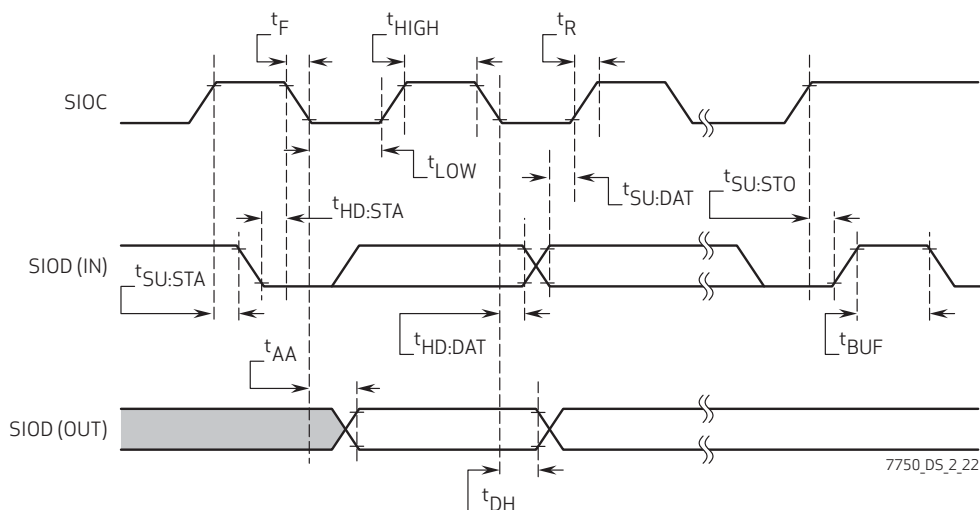 tF
tHIGH
tR
SIOC
tLOW
tSU:DAT
tSU:STO
tHD:STA
SIOD (IN)
tSU:STA
tAA
tHD:DAT
tBUF
SIOD (OUT)
7750_DS_2_22
tDH